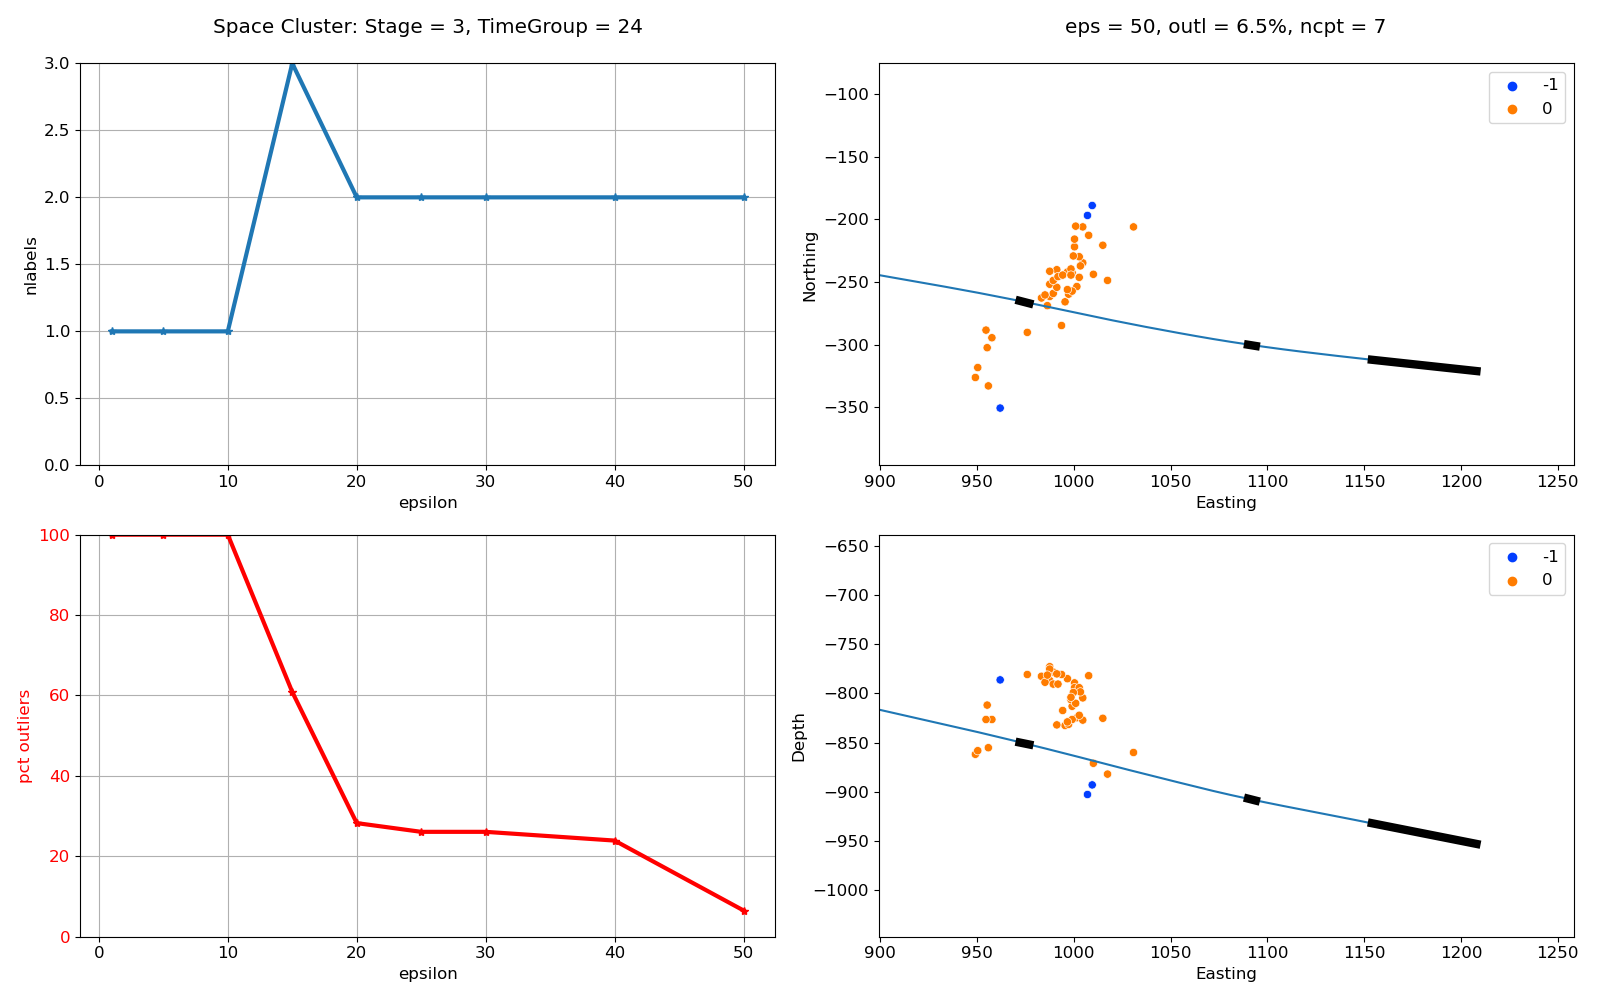 Space Cluster: Stage = 3, TimeGroup = 24
3.0
2.5
2.0
1.5
1.0
0.5
0.0
nlabels
0 10 20 30 40 50
epsilon
eps = 50, outl = 6.5%, ncpt = 7
-1
0
−100
−150
−200
−250
−300
−350
Northing
900 950 1000 1050 1100 1150 1200 1250
Easting
100
80
60
40
20
0
pct outliers
0 10 20 30 40 50
epsilon
-1
0
−650
−700
−750
−800
−850
−900
−950
−1000
Depth
900 950 1000 1050 1100 1150 1200 1250
Easting